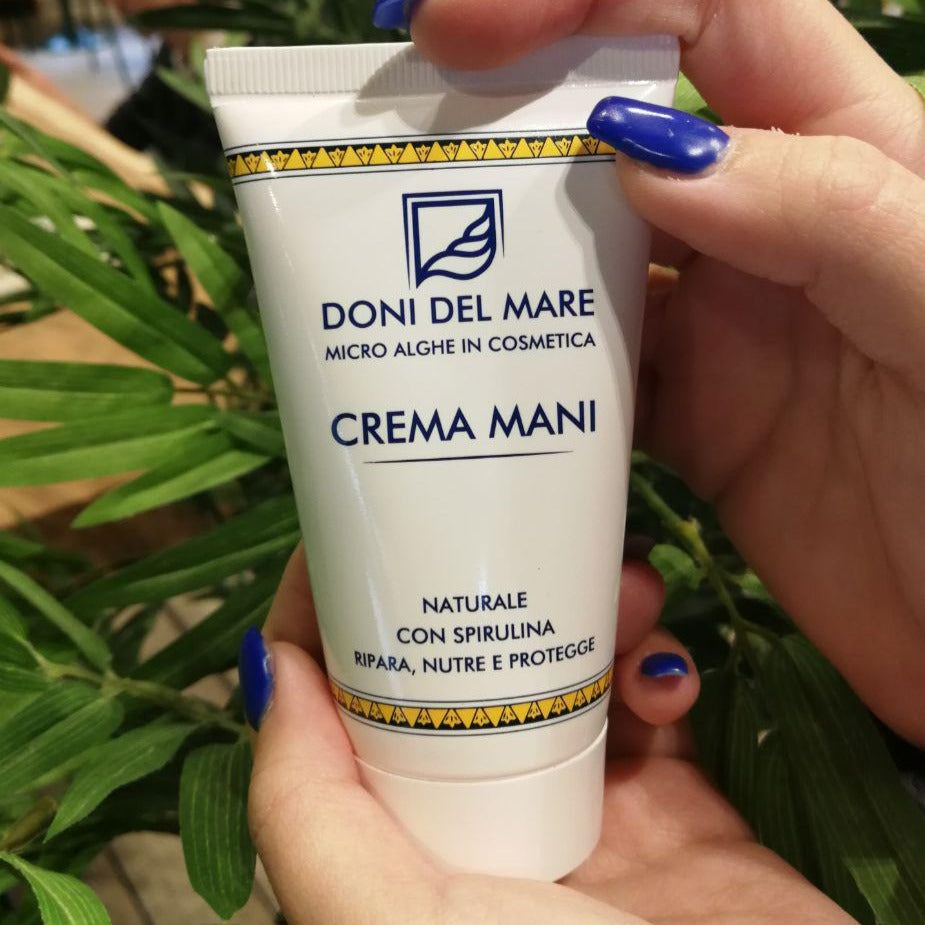 DONI DEL MARE
MICRO ALGHE IN COSMETICA
CREMA MANI
NATURALE
CON SPIRULINA
RIPARA, NUTRE E PROTEGGE